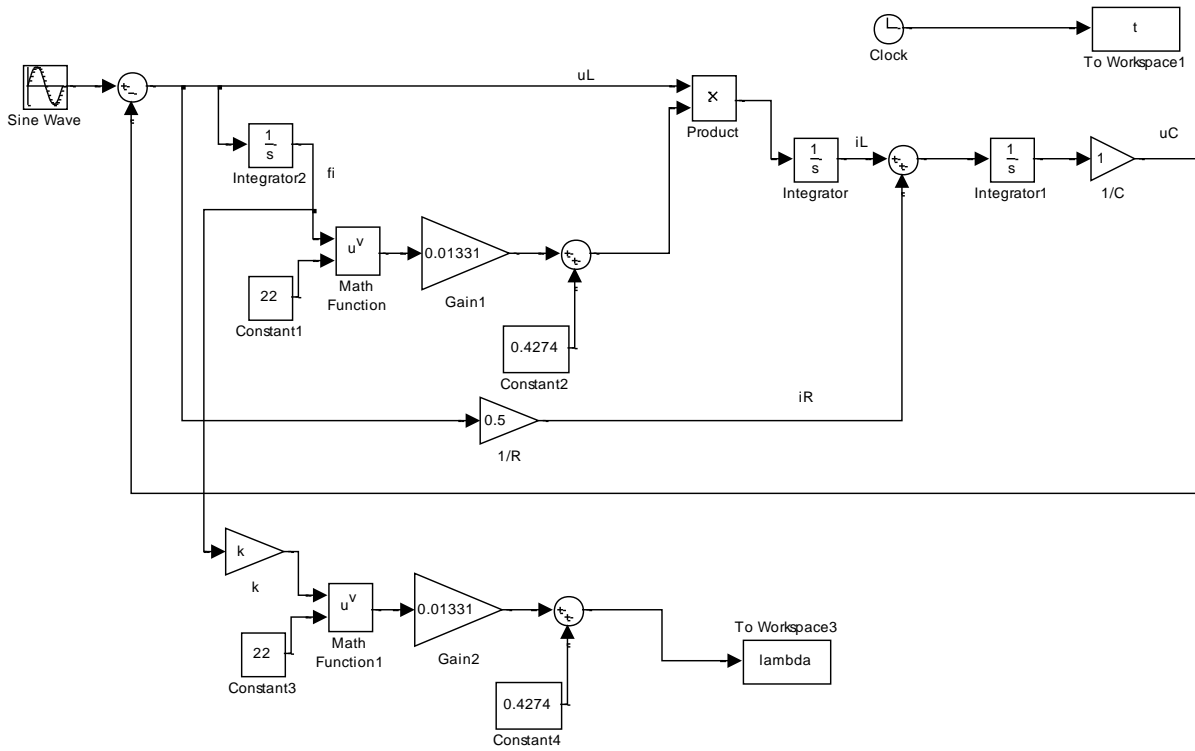 t
Clock
To Workspace1
uL
Sine Wave
x
Product
1
s
Integrator2
fi
1
s
Integrator
iL
1
s
Integrator1
1
1/C
uC
u^v
Math
Function
0.01331
Gain1
22
Constant1
0.4274
Constant2
iR
0.5
1/R
k
k
u^v
Math
Function1
0.01331
Gain2
22
Constant3
0.4274
Constant4
To Workspace3
lambda